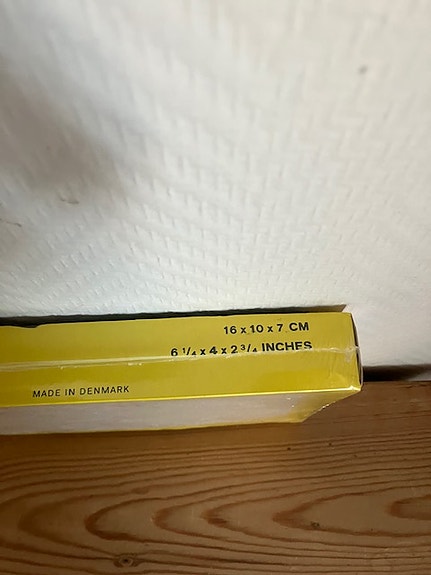 16 x 10 x 7 CM
6 1/4 x 4 x 2 3/4 INCHES
MADE IN DENMARK